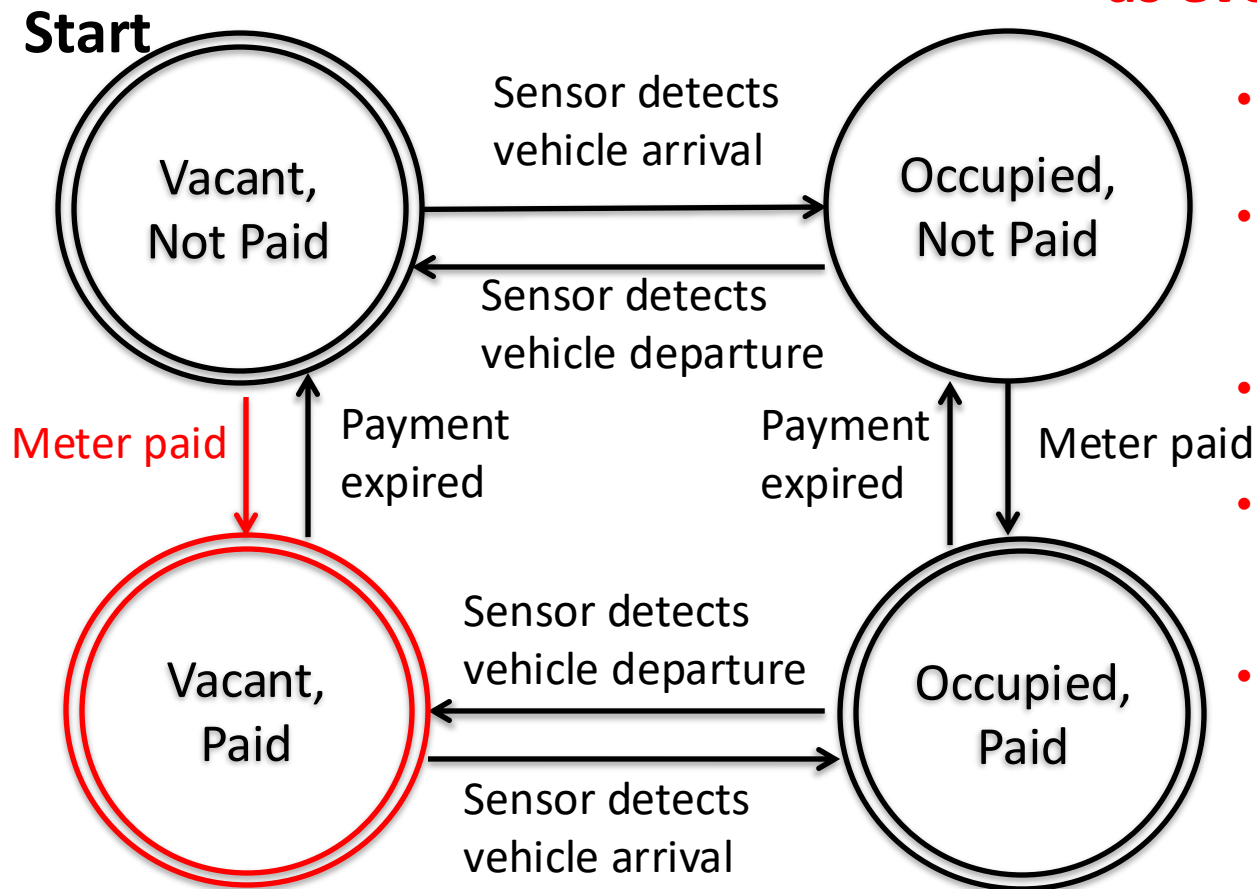 Start
Sensor detects
vehicle arrival
Vacant,
Not Paid
Occupied,
Not Paid
Sensor detects
vehicle departure
Meter paid
Payment
expired
Payment
expired
Meter paid
Sensor detects
vehicle departure
Vacant,
Paid
Occupied,
Paid
Sensor detects
vehicle arrival